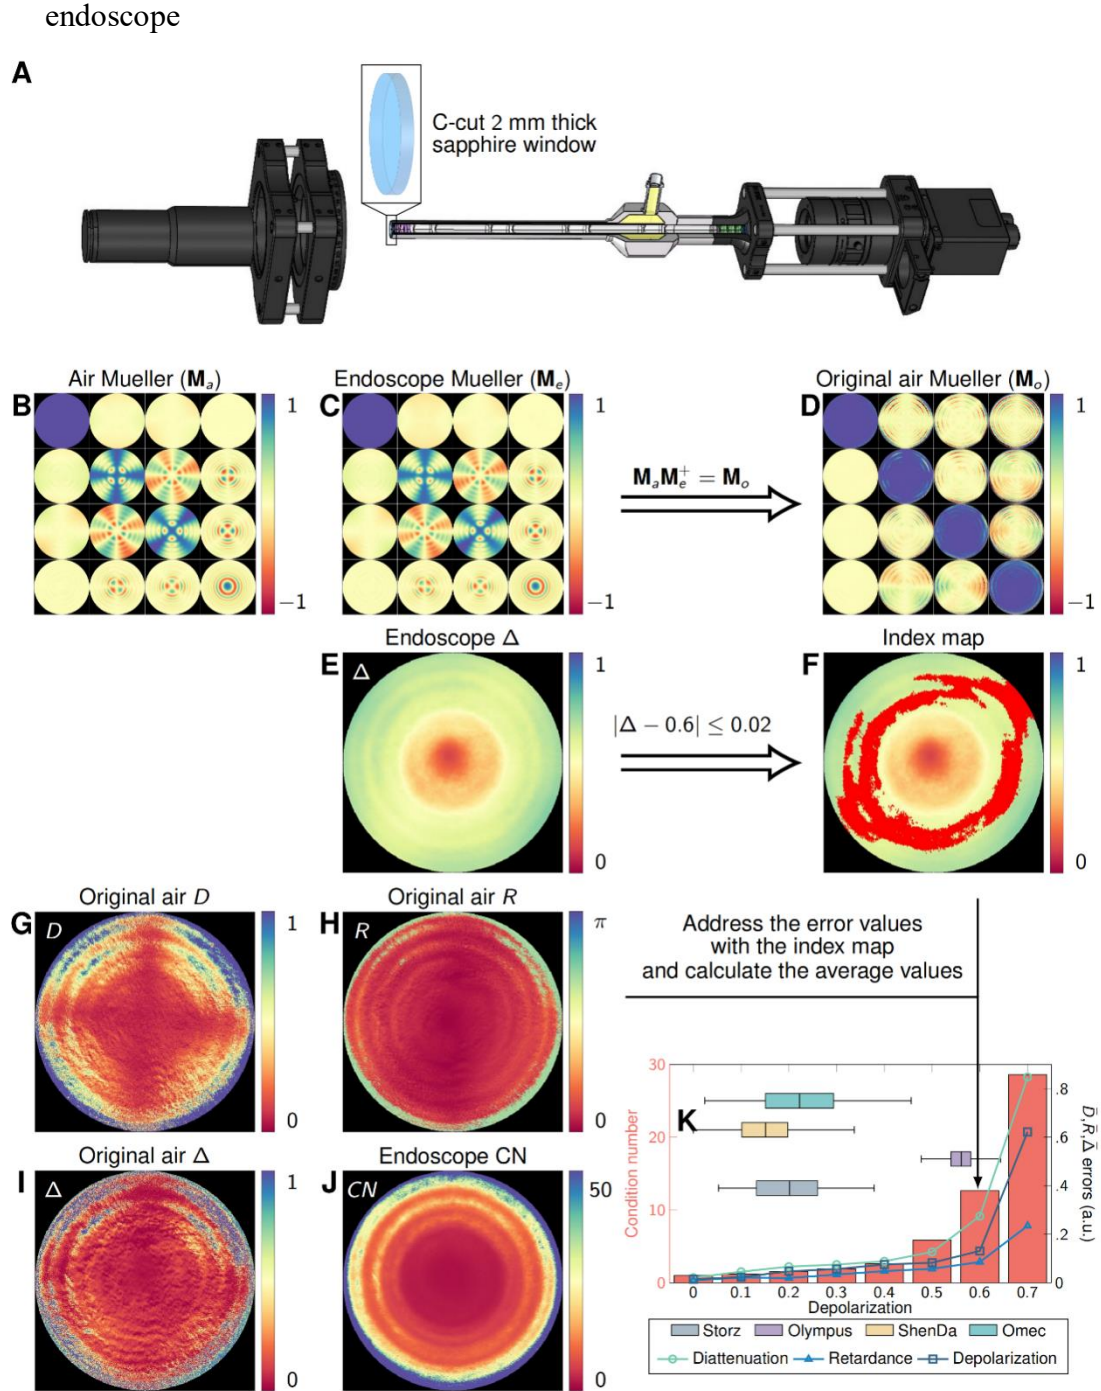 endoscope
A
C-cut 2 mm thick
sapphire window
Air Mueller (Mₐ)
B
1
−1
Endoscope Mueller (Mₑ)
C
1
−1
MₐMₑ⁺ = Mₒ
Original air Mueller (Mₒ)
D
1
−1
Endoscope Δ
E
Δ
1
0
|Δ − 0.6| ≤ 0.02
Index map
F
1
0
Original air D
G
D
1
0
Original air R
H
R
π
0
Address the error values
with the index map
and calculate the average values
Original air Δ
I
Δ
1
0
Endoscope CN
J
CN
50
0
K
Condition number
30
20
10
0
D̄,R̄,Δ̄ errors (a.u.)
.8
.6
.4
.2
0
0 0.1 0.2 0.3 0.4 0.5 0.6 0.7
Depolarization
Storz Olympus ShenDa Omec
Diattenuation Retardance Depolarization